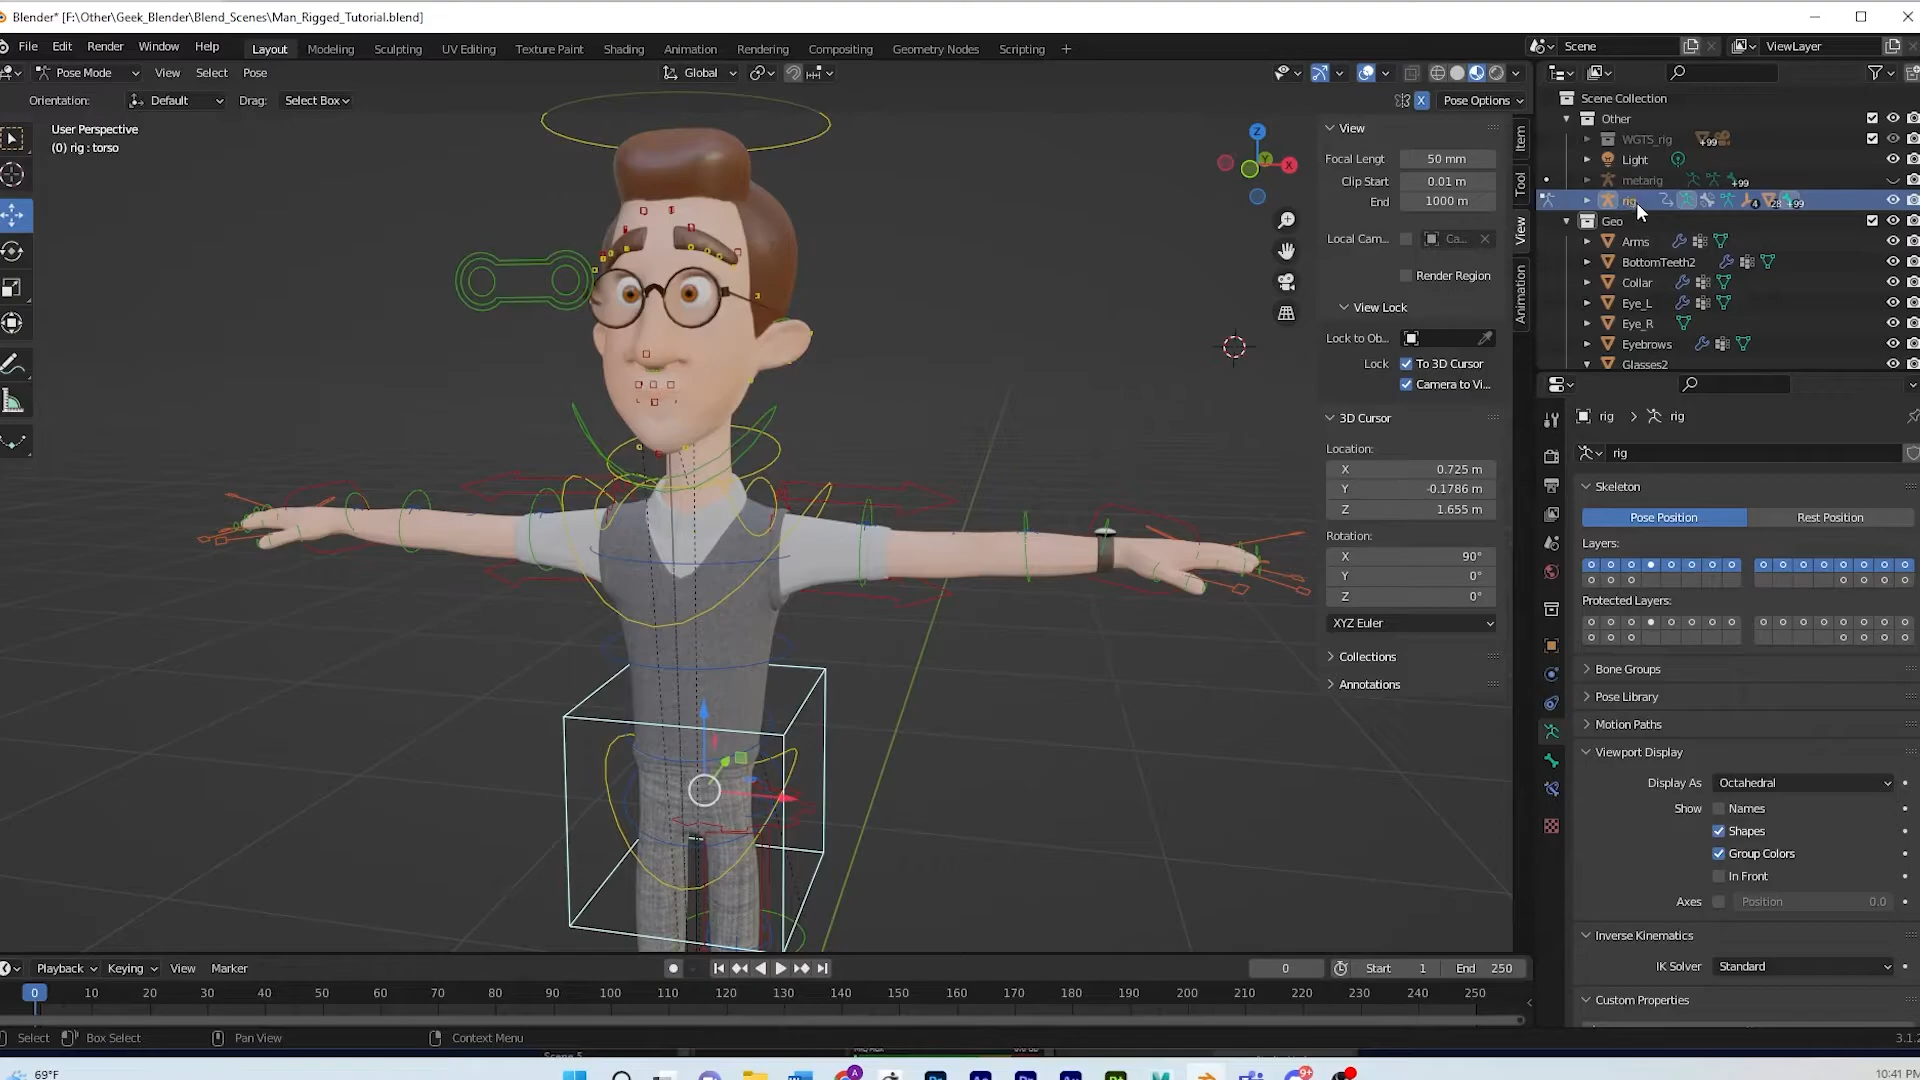 Blender* [F:\Other\Geek_Blender\Blend_Scenes\Man_Rigged_Tutorial.blend]
File Edit Render Window Help Layout Modeling Sculpting UV Editing Texture Paint Shading Animation Rendering Compositing Geometry Nodes Scripting + Scene ViewLayer
Pose Mode View Select Pose Global
Orientation: Default Drag: Select Box X Pose Options
User Perspective
(0) rig : torso
Z
Y
X
View
Focal Lengt 50 mm
Clip Start 0.01 m
End 1000 m
Local Cam... Ca...
Render Region
View Lock
Lock to Ob...
Lock To 3D Cursor
Camera to Vi...
3D Cursor
Location:
X 0.725 m
Y -0.1786 m
Z 1.655 m
Rotation:
X 90°
Y 0°
Z 0°
XYZ Euler
Collections
Annotations
Item
Tool
View
Animation
Scene Collection
Other
WGTS_rig +99
Light
metarig +99
rig 4 28 +99
Geo
Arms
BottomTeeth2
Collar
Eye_L
Eye_R
Eyebrows
Glasses2
rig > rig
rig
Skeleton
Pose Position Rest Position
Layers:
Protected Layers:
Bone Groups
Pose Library
Motion Paths
Viewport Display
Display As Octahedral
Show Names
Shapes
Group Colors
In Front
Axes Position 0.0
Inverse Kinematics
IK Solver Standard
Custom Properties
Playback Keying View Marker 0 Start 1 End 250
0 10 20 30 40 50 60 70 80 90 100 110 120 130 140 150 160 170 180 190 200 210 220 230 240 250
Select Box Select Pan View Context Menu 3.1.2
69°F
10:41 PM